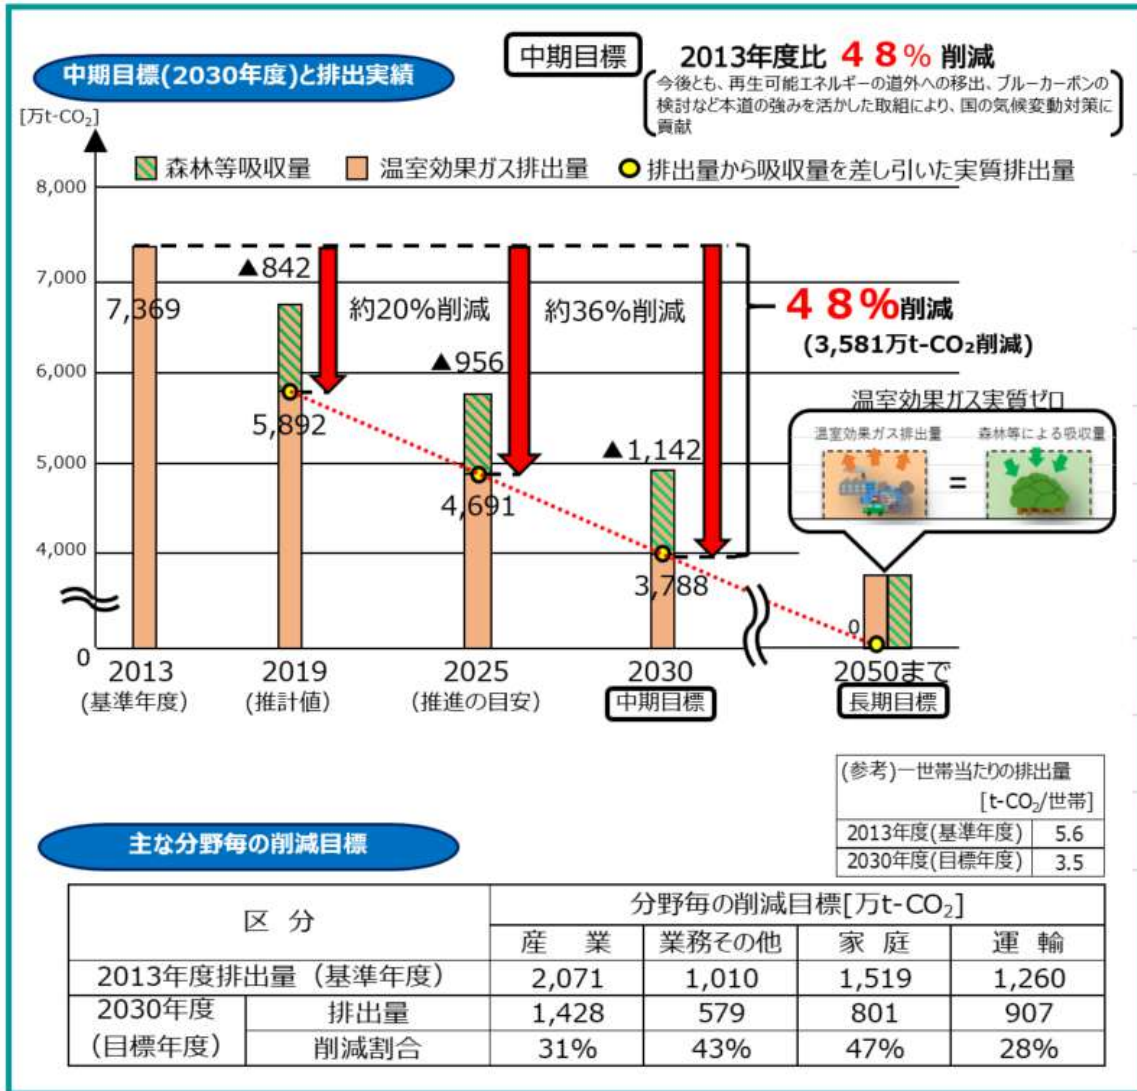 中期目標(2030年度)と排出実績
中期目標
2013年度比 48% 削減
今後とも、再生可能エネルギーの道外への移出、ブルーカーボンの
検討など本道の強みを活かした取組により、国の気候変動対策に
貢献
[万t-CO₂]
森林等吸収量 温室効果ガス排出量 排出量から吸収量を差し引いた実質排出量
8,000
7,000
6,000
5,000
4,000
0
7,369
▲842
5,892
約20%削減
▲956
4,691
約36%削減
▲1,142
3,788
48%削減
(3,581万t-CO₂削減)
温室効果ガス実質ゼロ
温室効果ガス排出量 森林等による吸収量
=
0
2013 2019 2025 2030 2050まで
(基準年度) (推計値) (推進の目安) 中期目標 長期目標
(参考)一世帯当たりの排出量
[t-CO₂/世帯]
2013年度(基準年度) 5.6
2030年度(目標年度) 3.5
主な分野毎の削減目標
区 分 分野毎の削減目標[万t-CO₂]
産 業 業務その他 家 庭 運 輸
2013年度排出量（基準年度） 2,071 1,010 1,519 1,260
2030年度 排出量 1,428 579 801 907
（目標年度） 削減割合 31% 43% 47% 28%